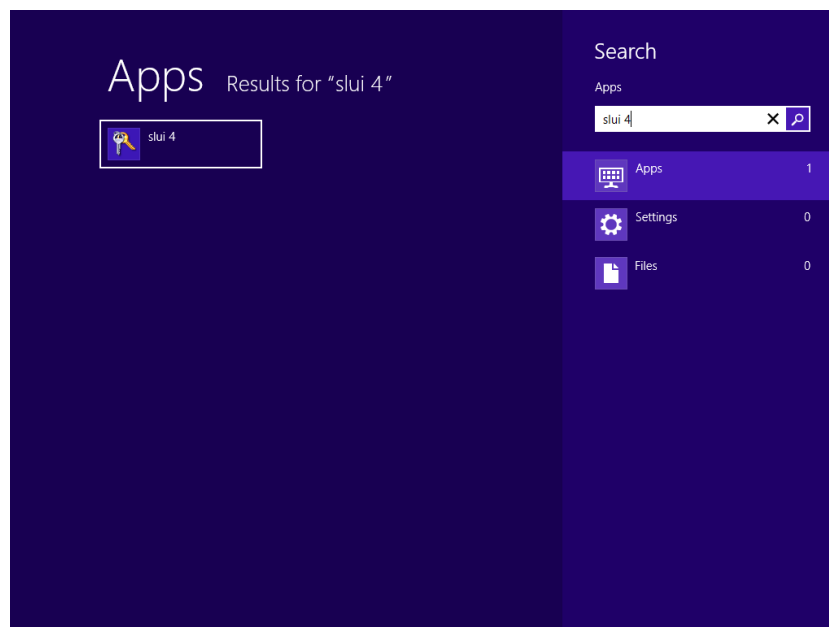 Apps Results for “slui 4”
slui 4
Search
Apps
slui 4
Apps 1
Settings 0
Files 0